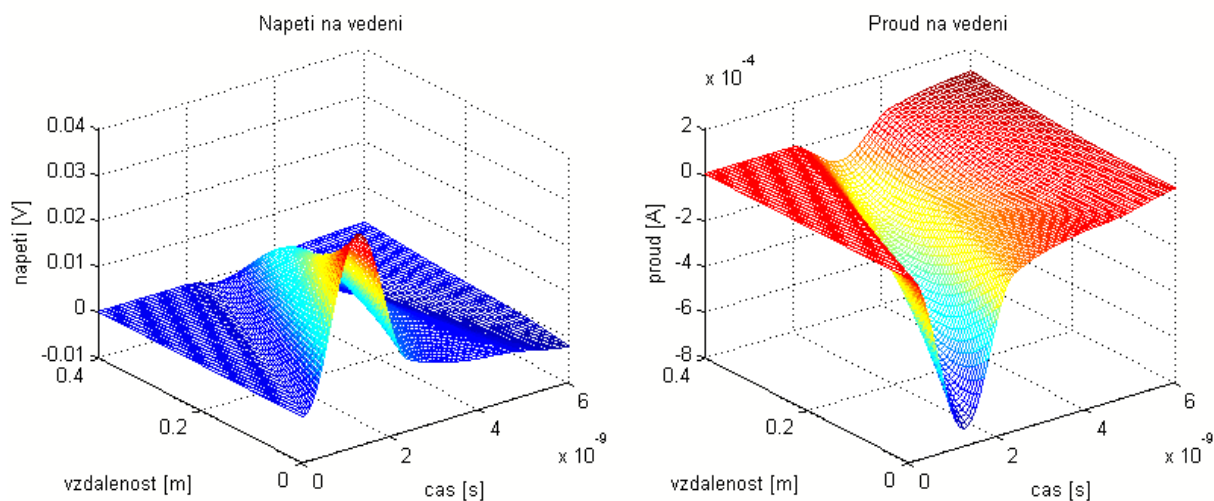 Napeti na vedeni
napeti [V]
0.04
0.03
0.02
0.01
0
-0.01
0.4
0.2
0
vzdalenost [m]
0
2
4
6
x 10^-9
cas [s]
Proud na vedeni
x 10^-4
proud [A]
2
0
-2
-4
-6
-8
0.4
0.2
0
vzdalenost [m]
0
2
4
6
x 10^-9
cas [s]